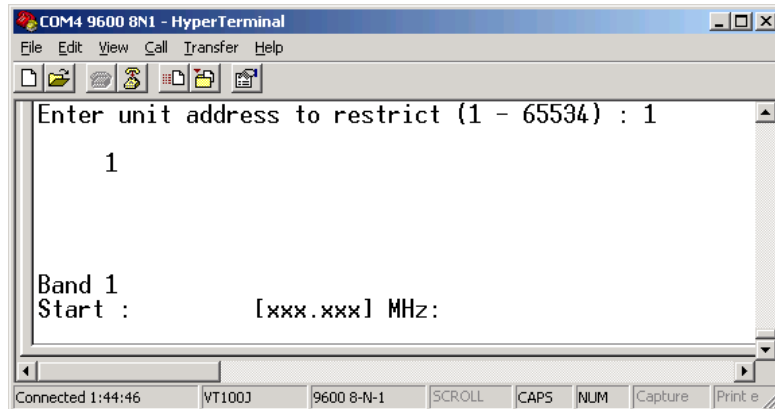 COM4 9600 8N1 - HyperTerminal
File Edit View Call Transfer Help
Enter unit address to restrict (1 - 65534) : 1
1
Band 1
Start : [xxx.xxx] MHz:
Connected 1:44:46 VT100J 9600 8-N-1 SCROLL CAPS NUM Capture Print e